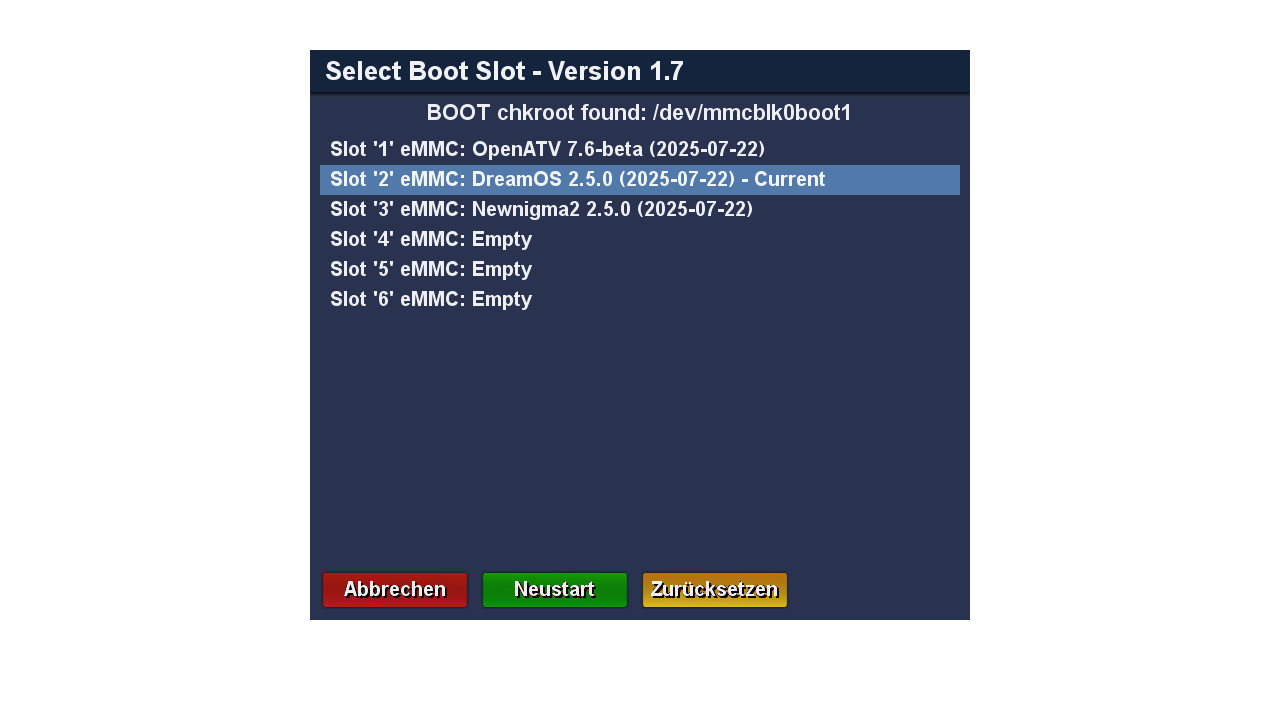 Select Boot Slot - Version 1.7
BOOT chkroot found: /dev/mmcblk0boot1
Slot '1' eMMC: OpenATV 7.6-beta (2025-07-22)
Slot '2' eMMC: DreamOS 2.5.0 (2025-07-22) - Current
Slot '3' eMMC: Newnigma2 2.5.0 (2025-07-22)
Slot '4' eMMC: Empty
Slot '5' eMMC: Empty
Slot '6' eMMC: Empty
Abbrechen Neustart Zurücksetzen